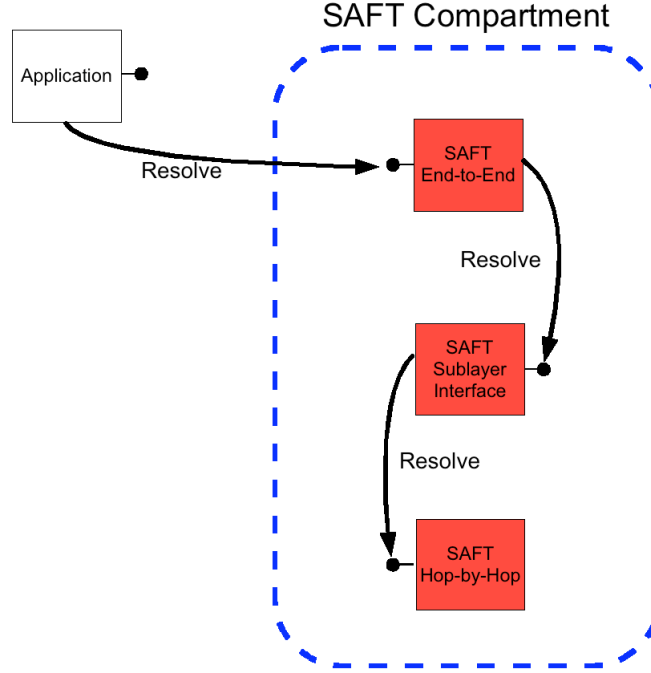 SAFT Compartment
Application
Resolve
SAFT
End-to-End
Resolve
SAFT
Sublayer
Interface
Resolve
SAFT
Hop-by-Hop